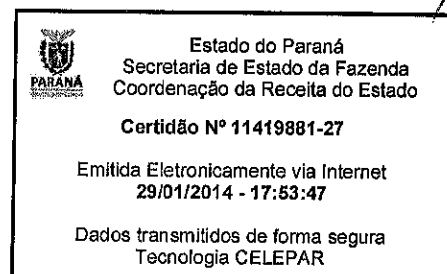 PARANÁ
Estado do Paraná
Secretaria de Estado da Fazenda
Coordenação da Receita do Estado
Certidão Nº 11419881-27
Emitida Eletronicamente via Internet
29/01/2014 - 17:53:47
Dados transmitidos de forma segura
Tecnologia CELEPAR